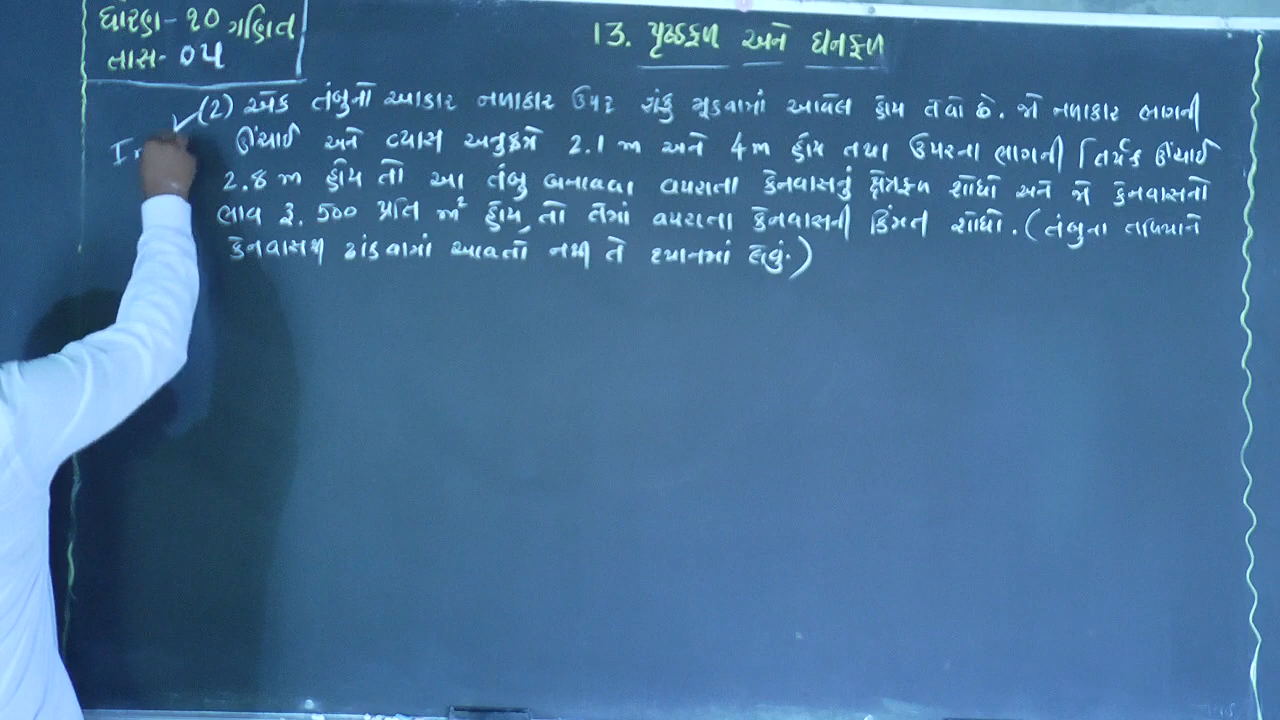 ધોરણ - ૧૦ ગણિત
તાસ - ૦૫
13. પૃષ્ઠફળ અને ઘનફળ
(2) એક તંબુનો આકાર નળાકાર ઉપર શંકુ મૂકવામાં આવેલ હોય તેવો છે. જો નળાકાર ભાગની
ઊંચાઈ અને વ્યાસ અનુક્રમે 2.1 m અને 4 m હોય તથા ઉપરના ભાગની તિર્યક ઊંચાઈ
2.8 m હોય તો આ તંબુ બનાવવા વપરાતા કેનવાસનું ક્ષેત્રફળ શોધો અને જો કેનવાસનો
ભાવ રૂ. 500 પ્રતિ m² હોય, તો તેમાં વપરાતા કેનવાસની કિંમત શોધો. (તંબુના તળિયાને
કેનવાસથી ઢાંકવામાં આવતો નથી તે ધ્યાનમાં લેવું.)